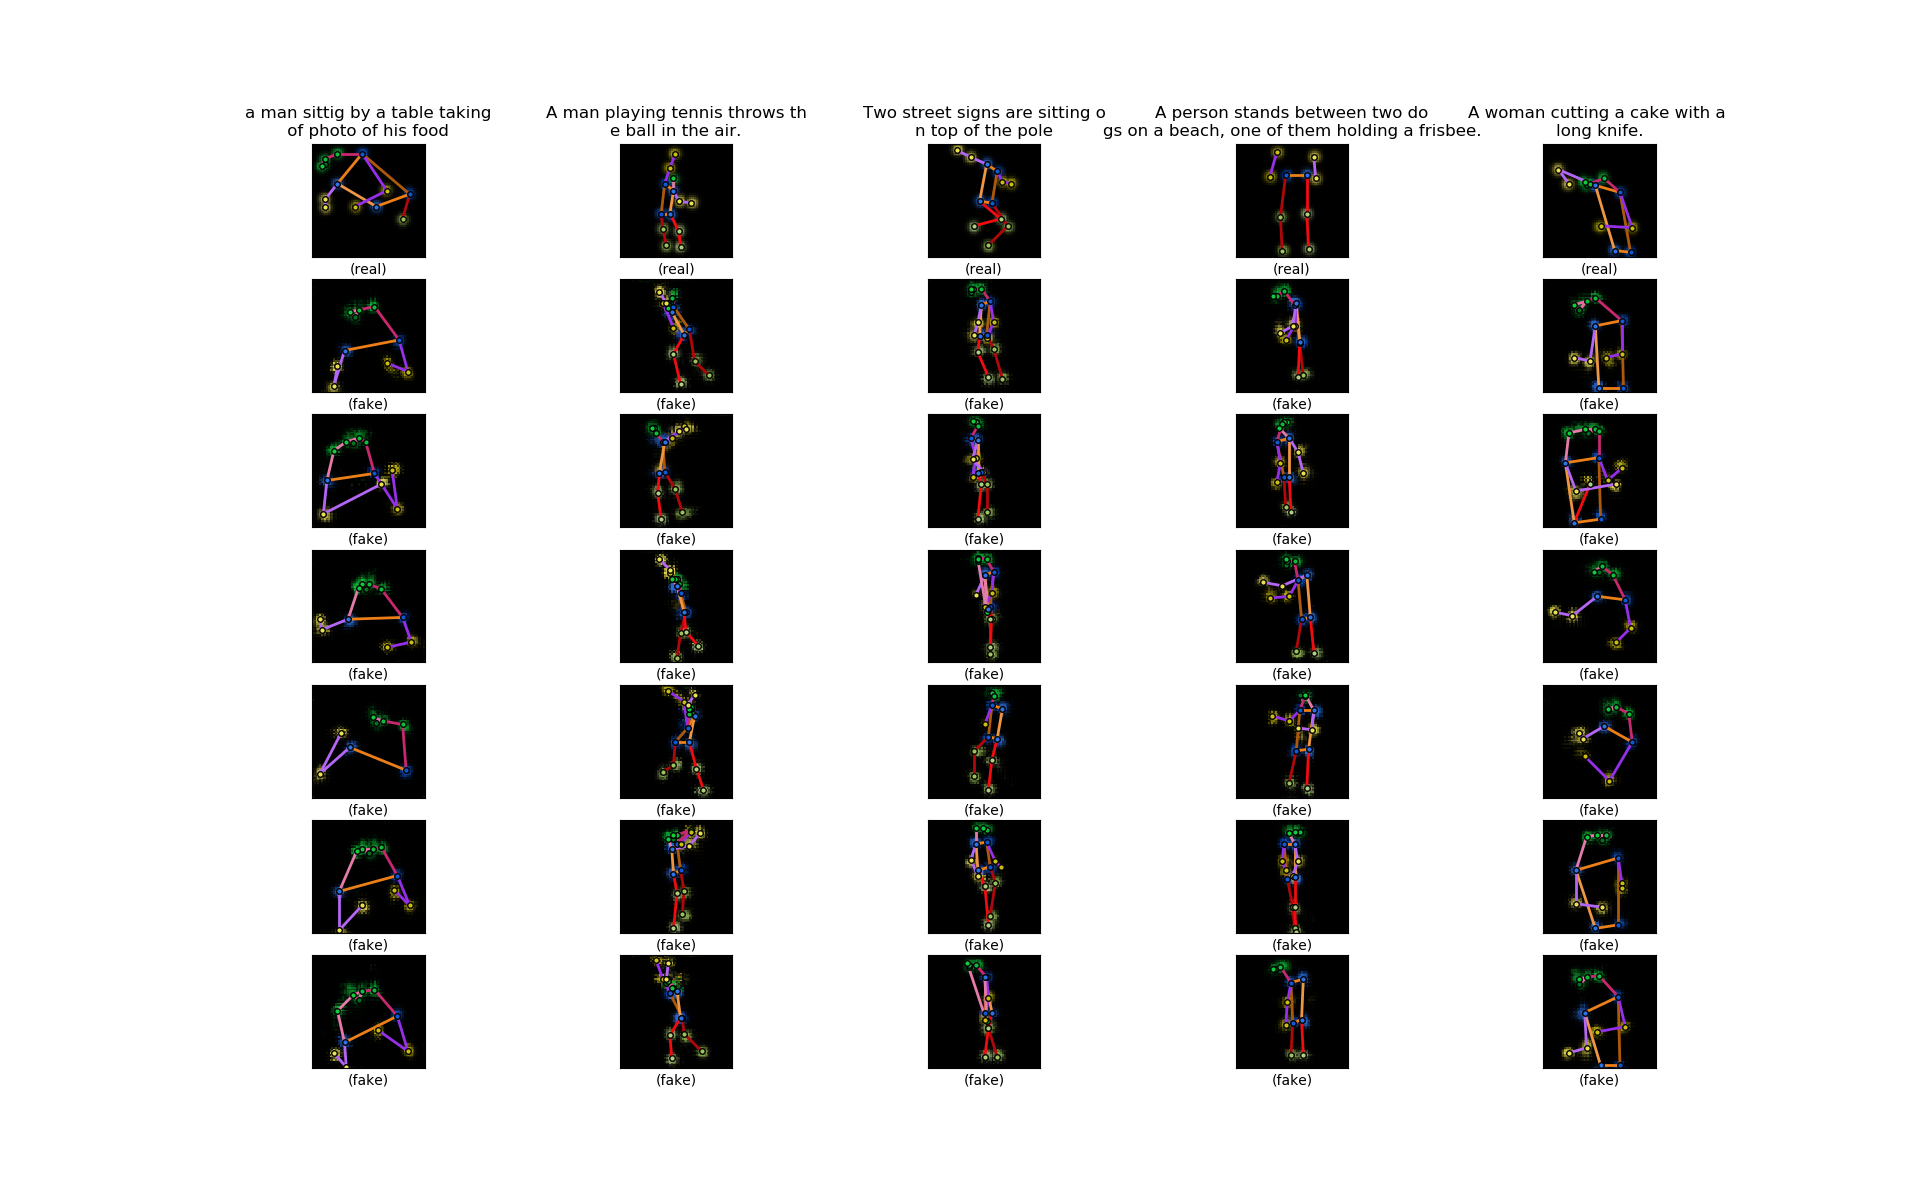 a man sittig by a table taking
of photo of his food
A man playing tennis throws th
e ball in the air.
Two street signs are sitting o
n top of the pole
A person stands between two do
gs on a beach, one of them holding a frisbee.
A woman cutting a cake with a
long knife.
(real) (real) (real) (real) (real)
(fake) (fake) (fake) (fake) (fake)
(fake) (fake) (fake) (fake) (fake)
(fake) (fake) (fake) (fake) (fake)
(fake) (fake) (fake) (fake) (fake)
(fake) (fake) (fake) (fake) (fake)
(fake) (fake) (fake) (fake) (fake)